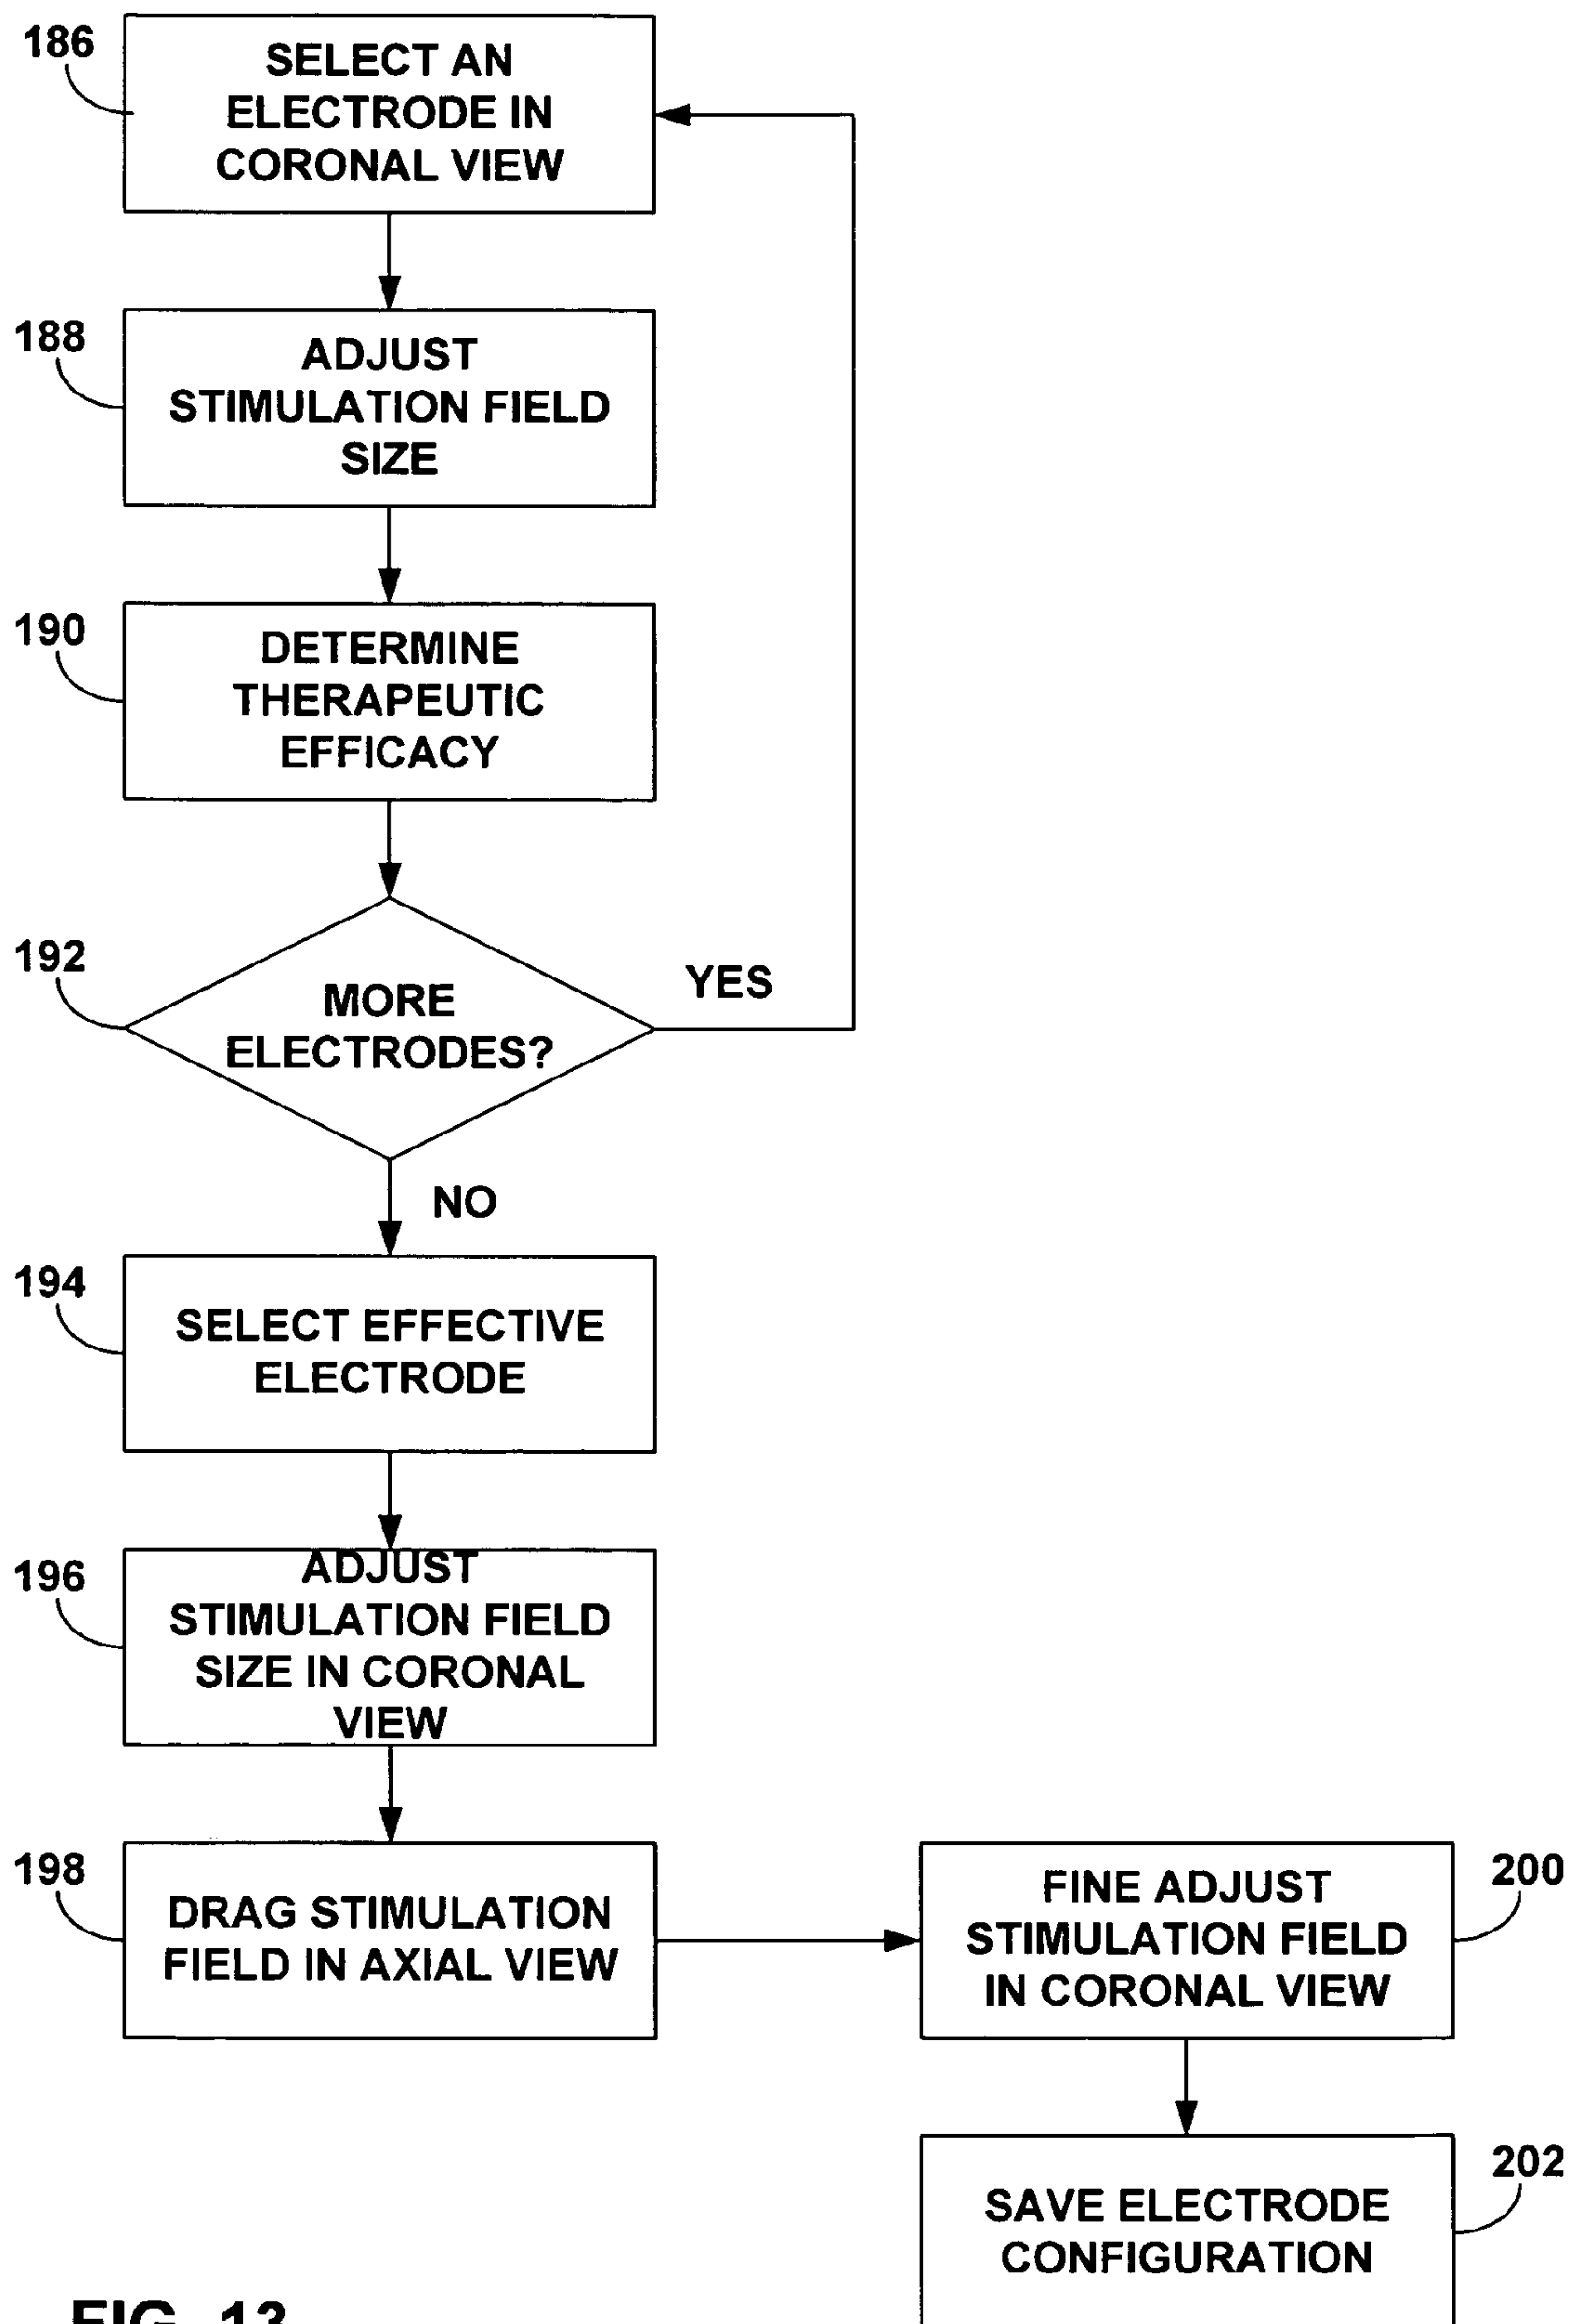 186
SELECT AN
ELECTRODE IN
CORONAL VIEW
188
ADJUST
STIMULATION FIELD
SIZE
190
DETERMINE
THERAPEUTIC
EFFICACY
192
MORE
ELECTRODES?
YES
NO
194
SELECT EFFECTIVE
ELECTRODE
196
ADJUST
STIMULATION FIELD
SIZE IN CORONAL
VIEW
198
DRAG STIMULATION
FIELD IN AXIAL VIEW
200
FINE ADJUST
STIMULATION FIELD
IN CORONAL VIEW
202
SAVE ELECTRODE
CONFIGURATION
FIG. 13